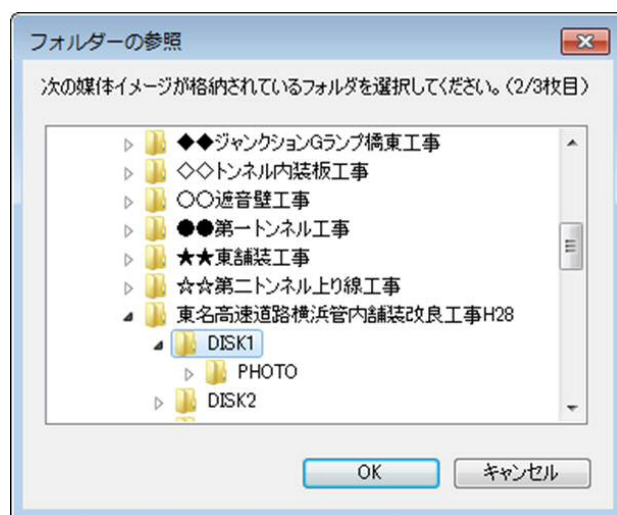 フォルダーの参照
次の媒体イメージが格納されているフォルダを選択してください。(2/3枚目)
◆◆ジャンクションGランプ橋東工事
◇◇トンネル内装板工事
〇〇遮音壁工事
●●第一トンネル工事
★★東舗装工事
☆☆第二トンネル上り線工事
東名高速道路横浜管内舗装改良工事H28
DISK1
PHOTO
DISK2
OK
キャンセル